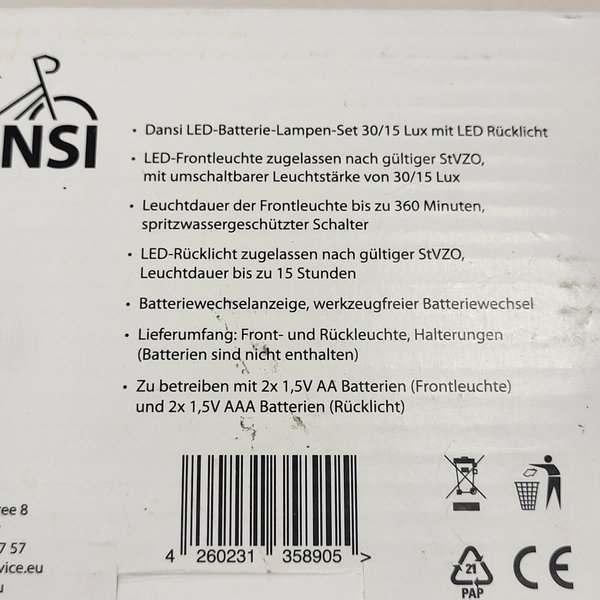 NSI
• Dansi LED-Batterie-Lampen-Set 30/15 Lux mit LED Rücklicht
• LED-Frontleuchte zugelassen nach gültiger StVZO,
mit umschaltbarer Leuchtstärke von 30/15 Lux
• Leuchtdauer der Frontleuchte bis zu 360 Minuten,
spritzwassergeschützter Schalter
• LED-Rücklicht zugelassen nach gültiger StVZO,
Leuchtdauer bis zu 15 Stunden
• Batteriewechselanzeige, werkzeugfreier Batteriewechsel
• Lieferumfang: Front- und Rückleuchte, Halterungen
(Batterien sind nicht enthalten)
• Zu betreiben mit 2x 1,5V AA Batterien (Frontleuchte)
und 2x 1,5V AAA Batterien (Rücklicht)
ree 8
7 57
vice.eu
u
4 260231 358905 >
21
PAP
CE